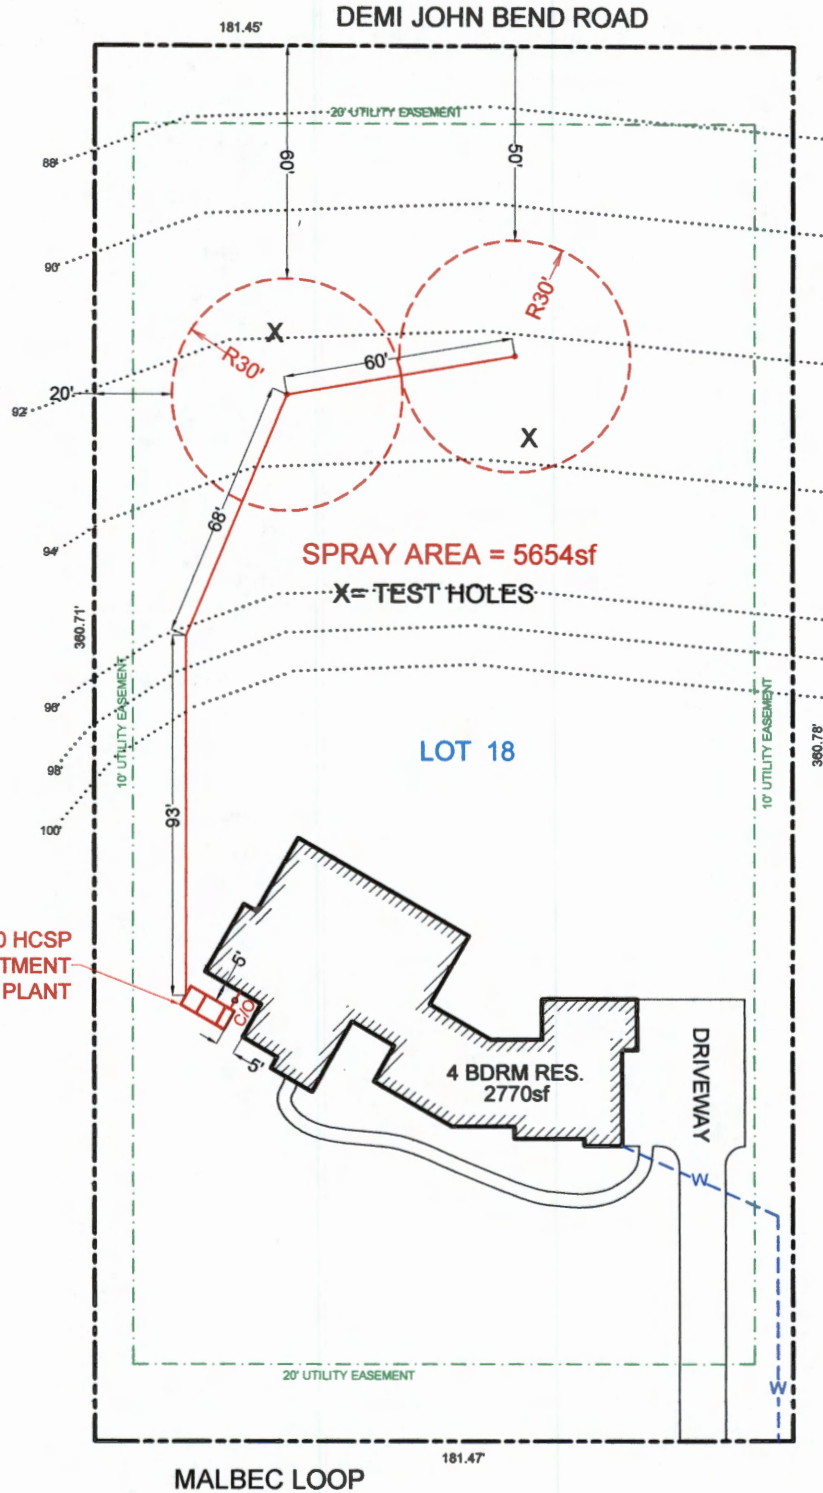 DEMI JOHN BEND ROAD
181.45'
20' UTILITY EASEMENT
88'
60'
50'
90'
R30'
R30'
60'
20'
92'
X
X
68'
94'
SPRAY AREA = 5654sf
X= TEST HOLES
360.71'
10' UTILITY EASEMENT
96'
98'
100'
LOT 18
10' UTILITY EASEMENT
360.78'
93'
0 HCSP
TMENT
PLANT
5'
C/O
5'
4 BDRM RES.
2770sf
DRIVEWAY
W
W
20' UTILITY EASEMENT
181.47'
MALBEC LOOP